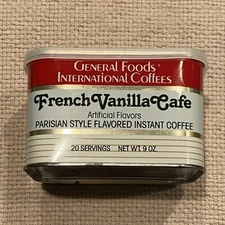 GENERAL FOODS®
INTERNATIONAL COFFEES
French Vanilla Cafe
Artificial Flavors
PARISIAN STYLE FLAVORED INSTANT COFFEE
20 SERVINGS NET WT. 9 OZ.